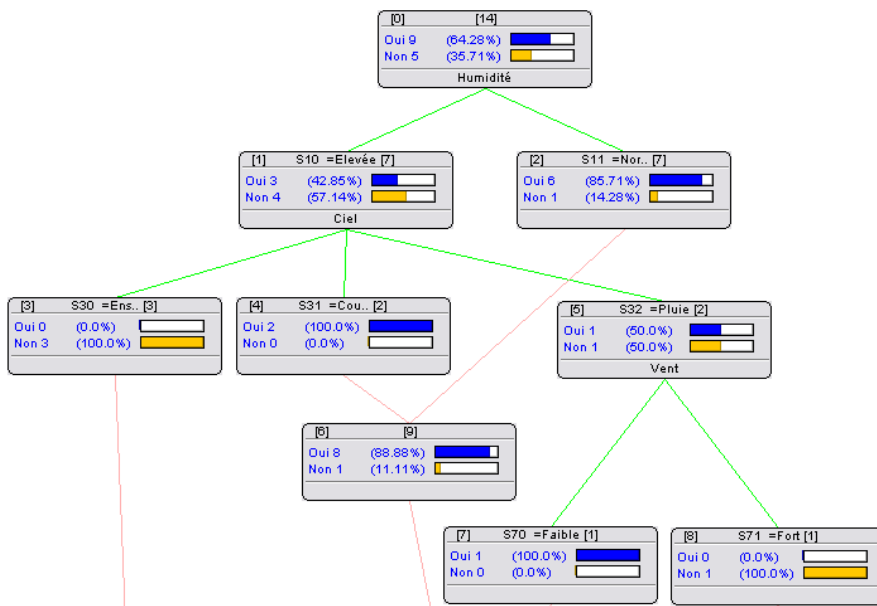 [0] [14]
Oui 9 (64.28%)
Non 5 (35.71%)
Humidité
[1] S10 =Elevée [7]
Oui 3 (42.85%)
Non 4 (57.14%)
Ciel
[2] S11 =Nor.. [7]
Oui 6 (85.71%)
Non 1 (14.28%)
[3] S30 =Ens.. [3]
Oui 0 (0.0%)
Non 3 (100.0%)
[4] S31 =Cou.. [2]
Oui 2 (100.0%)
Non 0 (0.0%)
[5] S32 =Pluie [2]
Oui 1 (50.0%)
Non 1 (50.0%)
Vent
[6] [9]
Oui 8 (88.88%)
Non 1 (11.11%)
[7] S70 =Faible [1]
Oui 1 (100.0%)
Non 0 (0.0%)
[8] S71 =Fort [1]
Oui 0 (0.0%)
Non 1 (100.0%)